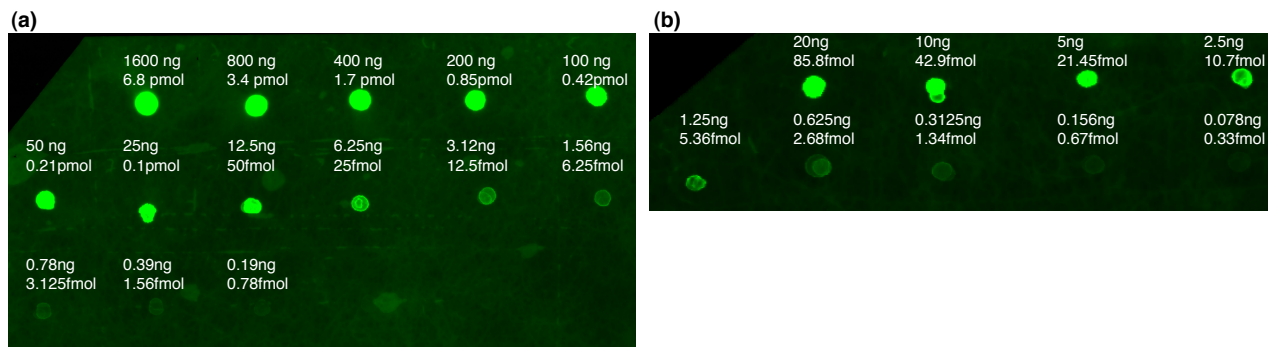 (a)
1600 ng
6.8 pmol
800 ng
3.4 pmol
400 ng
1.7 pmol
200 ng
0.85pmol
100 ng
0.42pmol
50 ng
0.21pmol
25ng
0.1pmol
12.5ng
50fmol
6.25ng
25fmol
3.12ng
12.5fmol
1.56ng
6.25fmol
0.78ng
3.125fmol
0.39ng
1.56fmol
0.19ng
0.78fmol
(b)
20ng
85.8fmol
10ng
42.9fmol
5ng
21.45fmol
2.5ng
10.7fmol
1.25ng
5.36fmol
0.625ng
2.68fmol
0.3125ng
1.34fmol
0.156ng
0.67fmol
0.078ng
0.33fmol